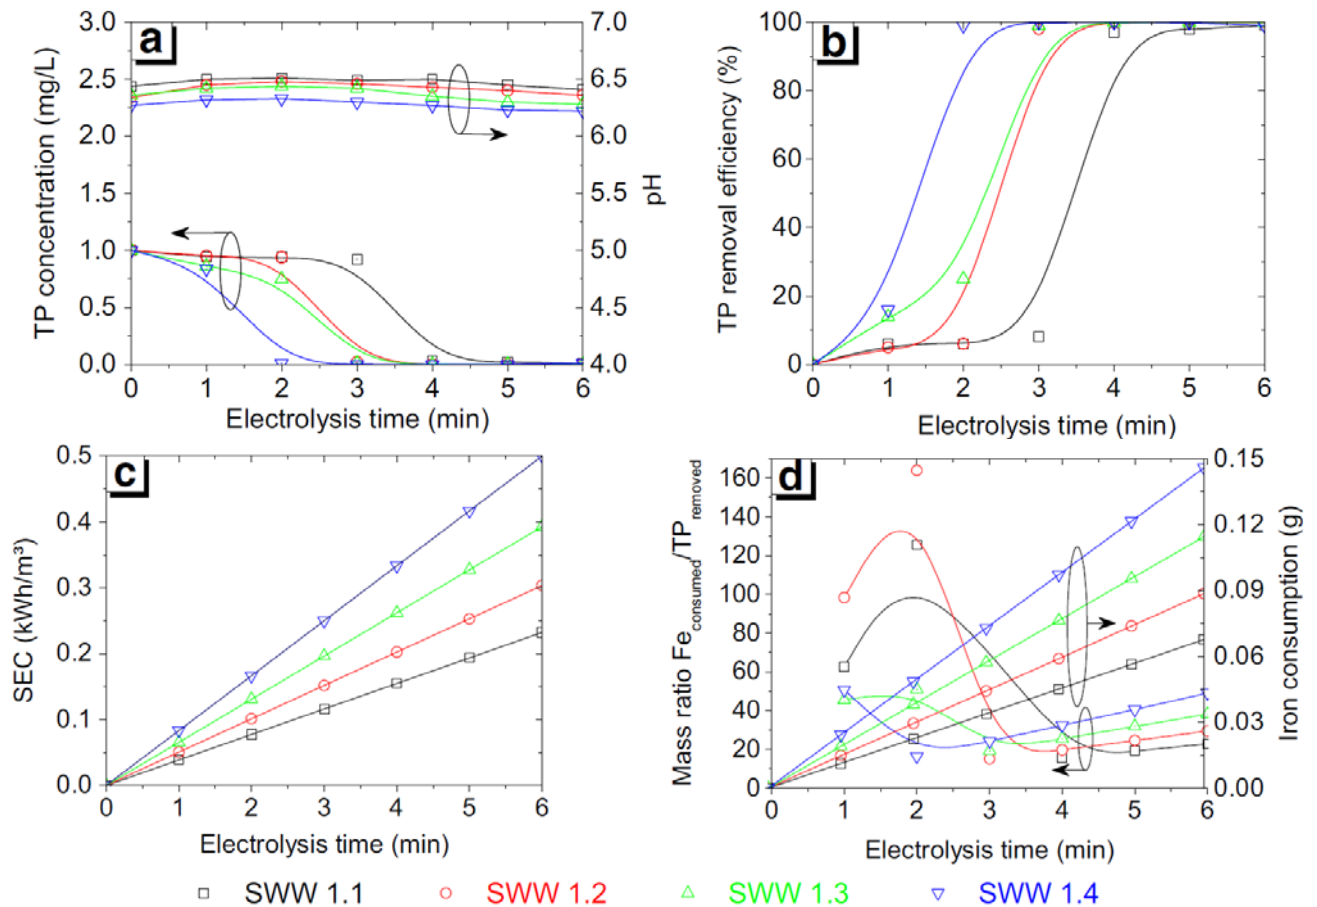 a
TP concentration (mg/L)
3.0
2.5
2.0
1.5
1.0
0.5
0.0
7.0
6.5
6.0
5.5
5.0
4.5
4.0
pH
0 1 2 3 4 5 6
Electrolysis time (min)
b
TP removal efficiency (%)
100
80
60
40
20
0
0 1 2 3 4 5 6
Electrolysis time (min)
c
SEC (kWh/m³)
0.5
0.4
0.3
0.2
0.1
0.0
0 1 2 3 4 5 6
Electrolysis time (min)
d
Mass ratio Fe consumed/TP removed
160
140
120
100
80
60
40
20
0
0.15
0.12
0.09
0.06
0.03
0.00
Iron consumption (g)
0 1 2 3 4 5 6
Electrolysis time (min)
SWW 1.1 SWW 1.2 SWW 1.3 SWW 1.4